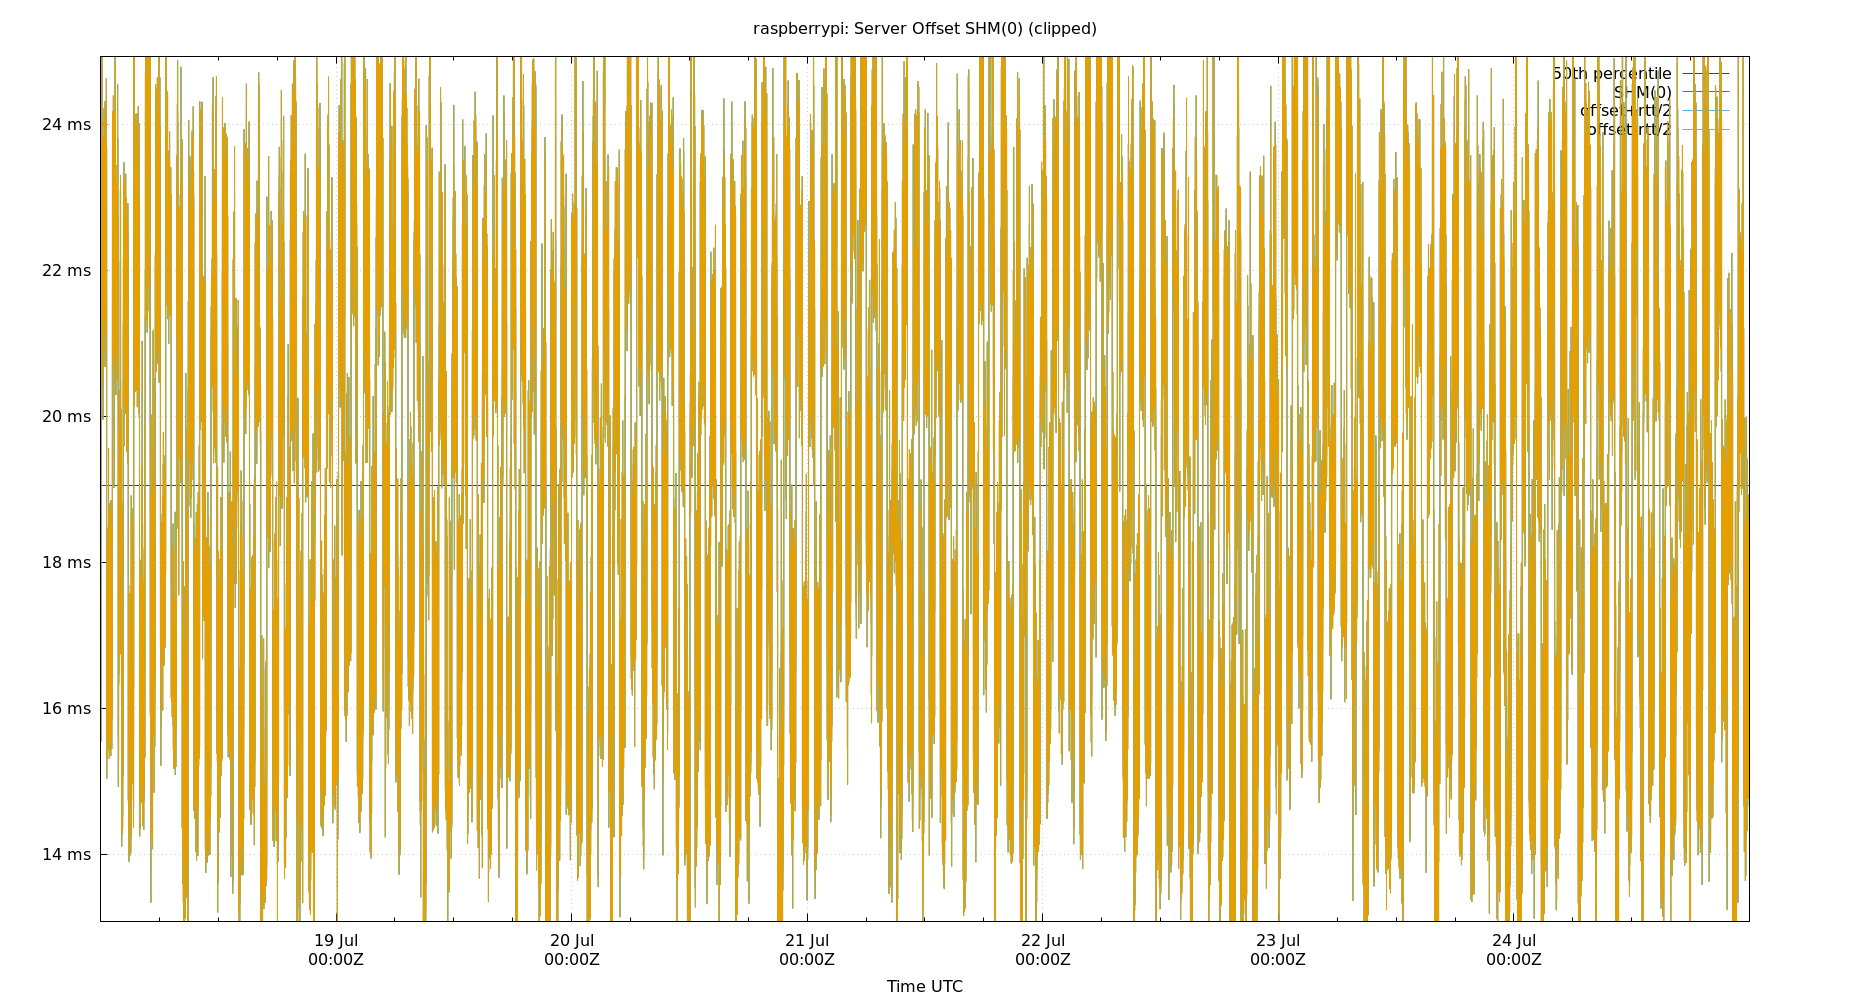 raspberrypi: Server Offset SHM(0) (clipped)
50th percentile
SHM(0)
offset+rtt/2
offset-rtt/2
24 ms
22 ms
20 ms
18 ms
16 ms
14 ms
19 Jul 20 Jul 21 Jul 22 Jul 23 Jul 24 Jul
00:00Z 00:00Z 00:00Z 00:00Z 00:00Z 00:00Z
Time UTC